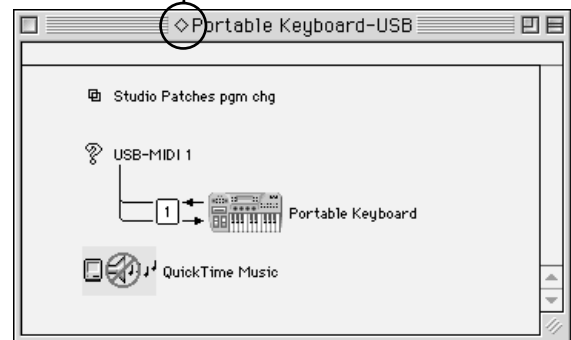 ◇Portable Keyboard-USB
Studio Patches pgm chg
USB-MIDI 1
1
Portable Keyboard
QuickTime Music